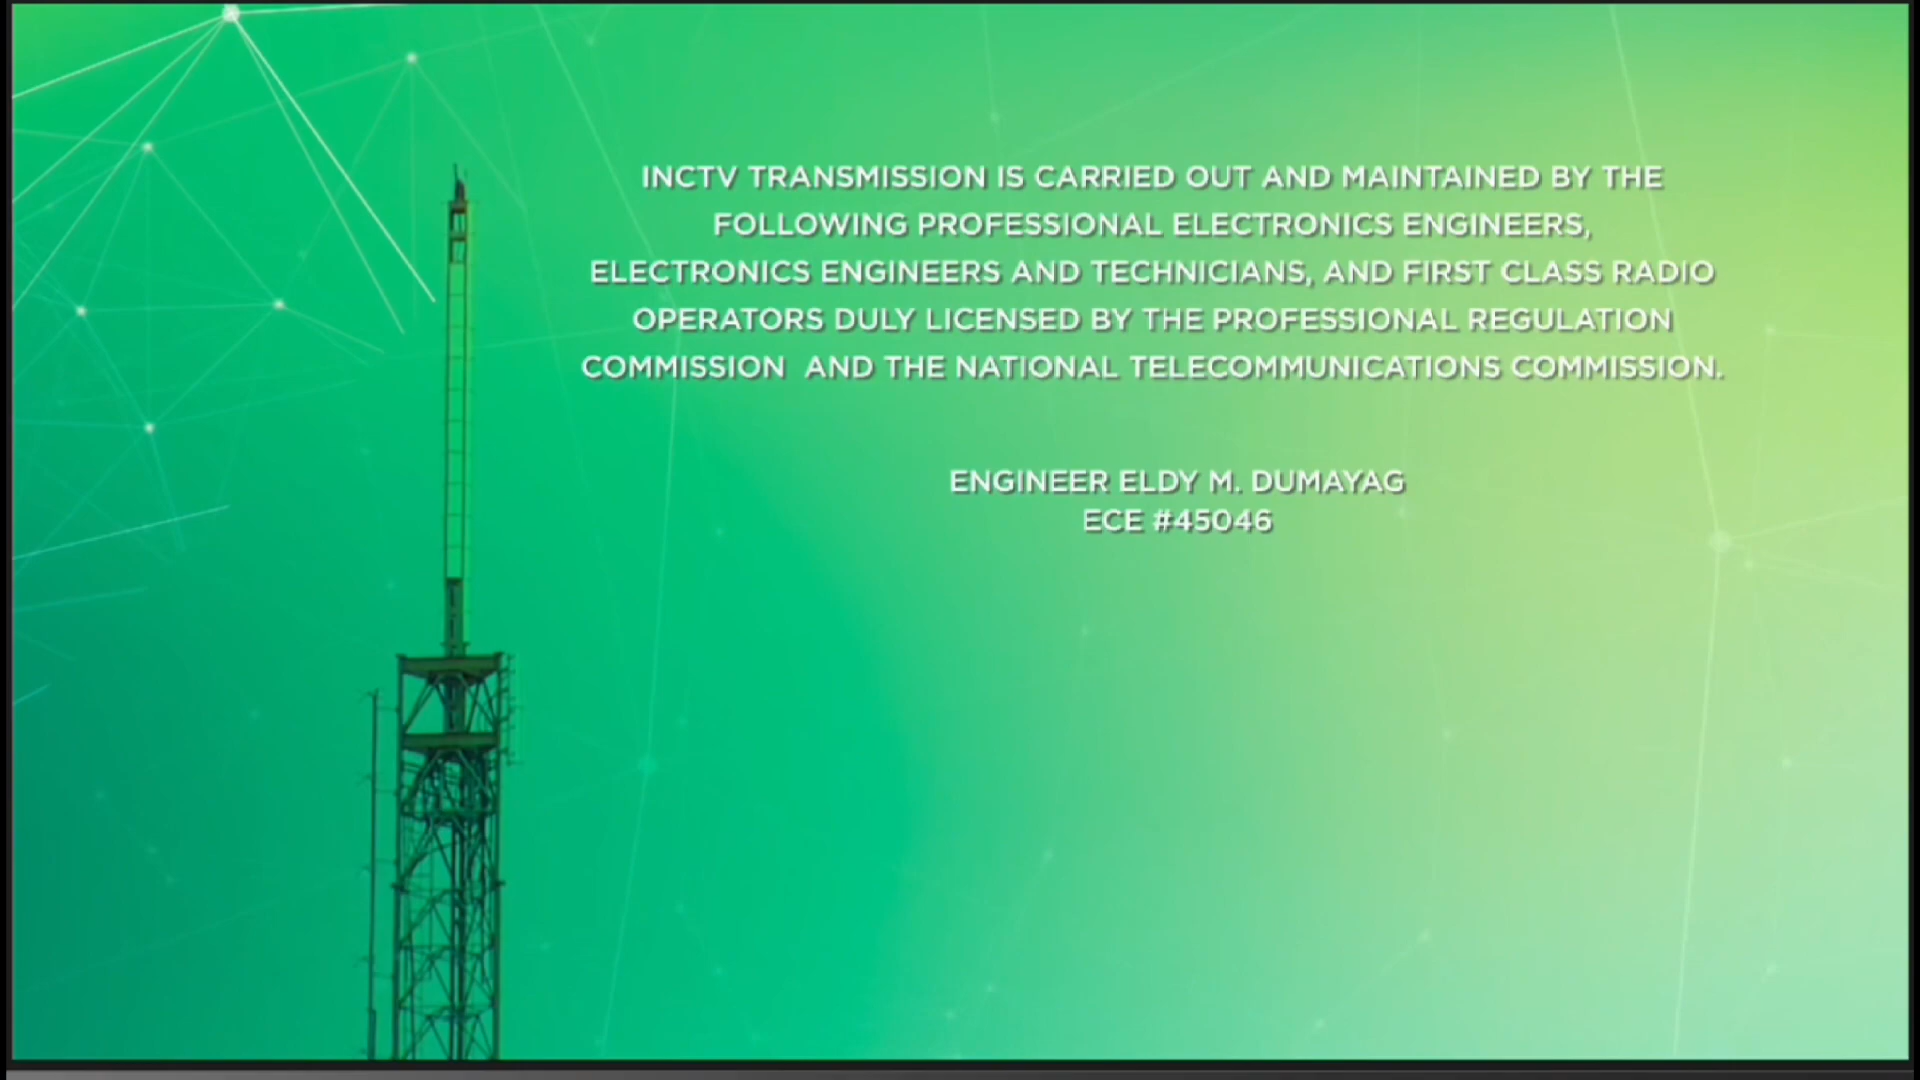 INCTV TRANSMISSION IS CARRIED OUT AND MAINTAINED BY THE
FOLLOWING PROFESSIONAL ELECTRONICS ENGINEERS,
ELECTRONICS ENGINEERS AND TECHNICIANS, AND FIRST CLASS RADIO
OPERATORS DULY LICENSED BY THE PROFESSIONAL REGULATION
COMMISSION AND THE NATIONAL TELECOMMUNICATIONS COMMISSION.
ENGINEER ELDY M. DUMAYAG
ECE #45046